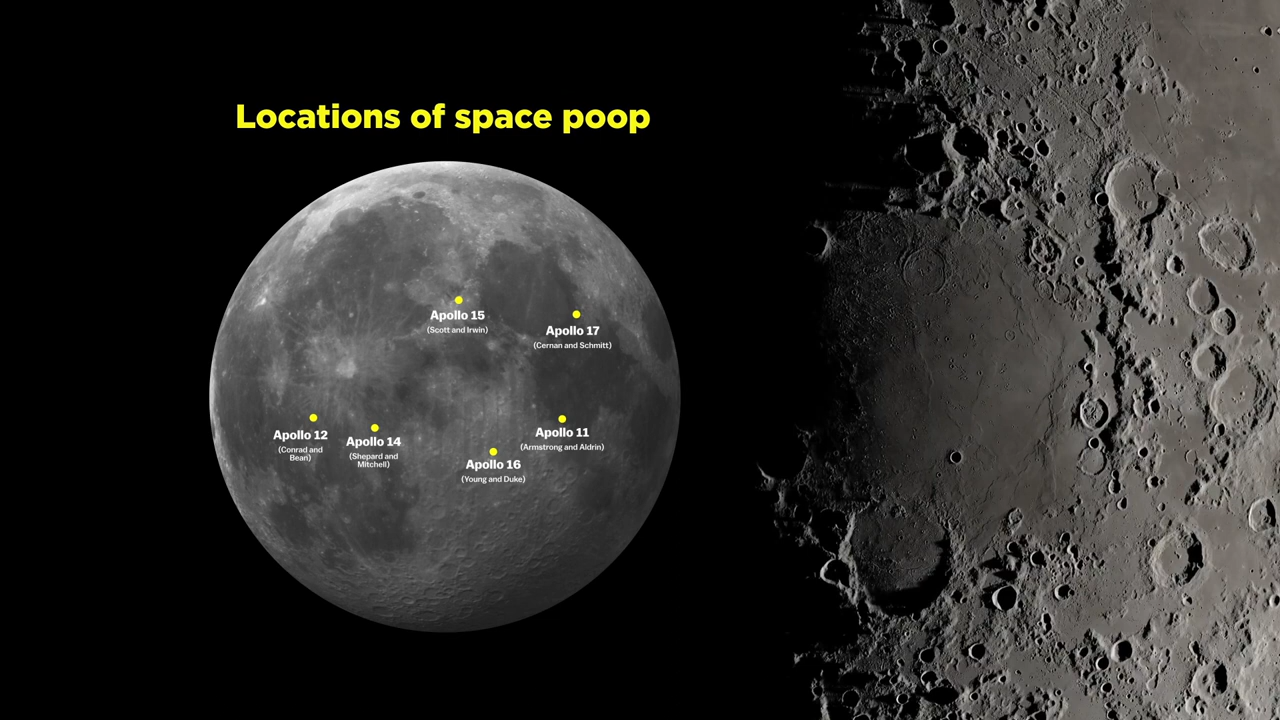 Locations of space poop
Apollo 15
(Scott and Irwin)
Apollo 17
(Cernan and Schmitt)
Apollo 12
(Conrad and
Bean)
Apollo 14
(Shepard and
Mitchell)
Apollo 11
(Armstrong and Aldrin)
Apollo 16
(Young and Duke)